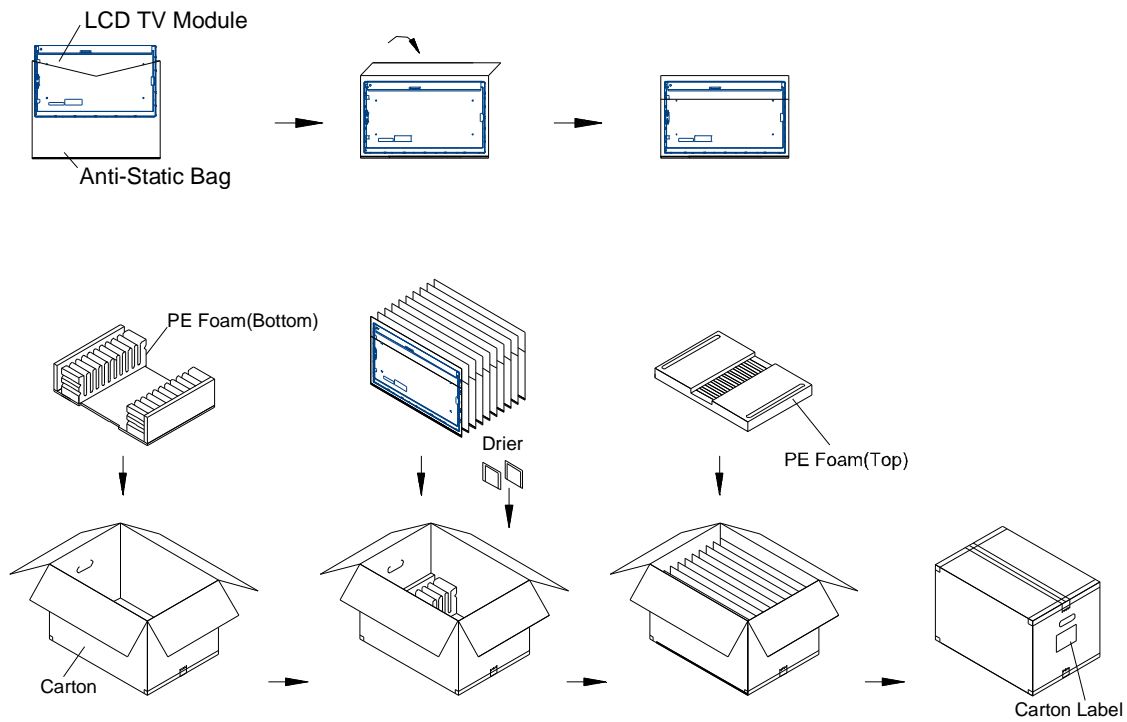 LCD TV Module
Anti-Static Bag
PE Foam(Bottom)
Drier
PE Foam(Top)
Carton
Carton Label